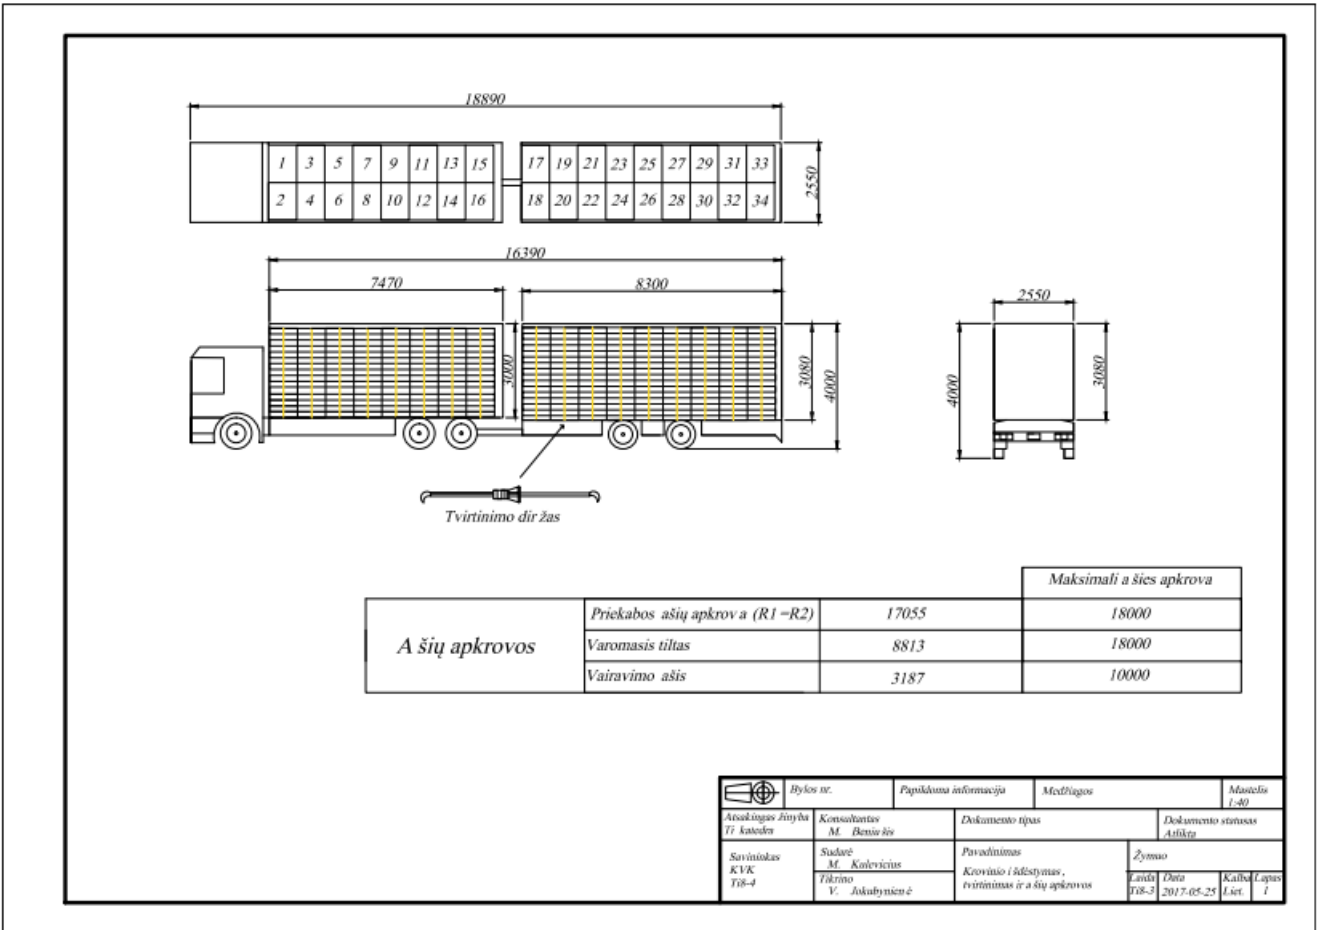 18890
1 3 5 7 9 11 13 15 17 19 21 23 25 27 29 31 33
2 4 6 8 10 12 14 16 18 20 22 24 26 28 30 32 34
2550
16390
7470 8300
2550
3000 3080 4000
4000 3080
Tvirtinimo dir žas
Maksimali a šies apkrova
A šių apkrovos
Priekabos ašių apkrov a (R1=R2) 17055 18000
Varomasis tiltas 8813 18000
Vairavimo ašis 3187 10000
Bylos nr. Papildoma informacija Medžiagos Mastelis
1:40
Atsakingas žinyba Konsultantas Dokumento tipas Dokumento statusas
Ti katedra M. Beniu šis Atlikta
Savininkas
KVK
Ti8-4
Sudarė
M. Kalevicius
Tikrino
V. Jokubynien ė
Pavadinimas
Krovinio i šdėstymas ,
tvirtinimas ir a šių apkrovos
Žymuo
Laida Data Kalba Lapas
Ti8-3 2017-05-25 Liet. 1